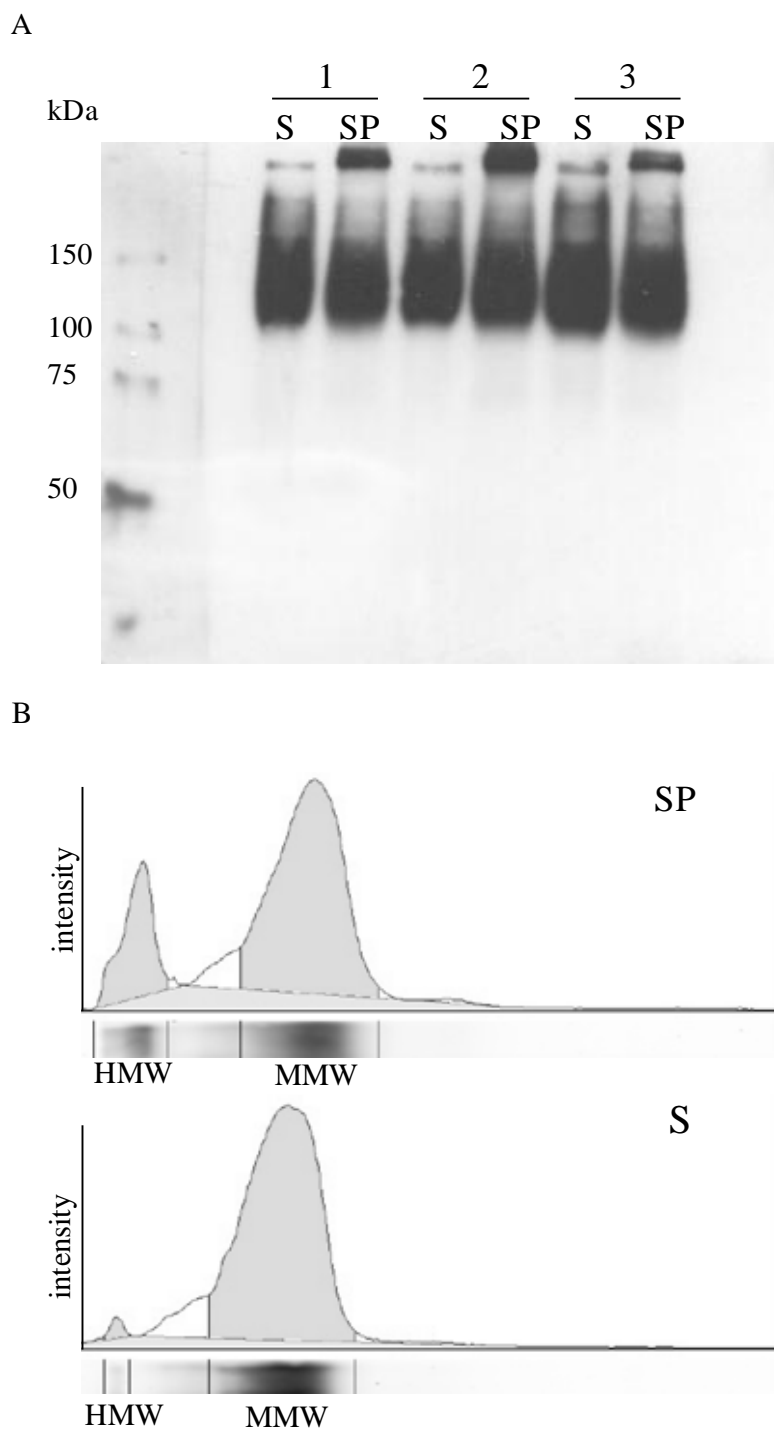 A
1 2 3
kDa
S SP S SP S SP
150
100
75
50
B
SP
intensity
HMW MMW
S
intensity
HMW MMW